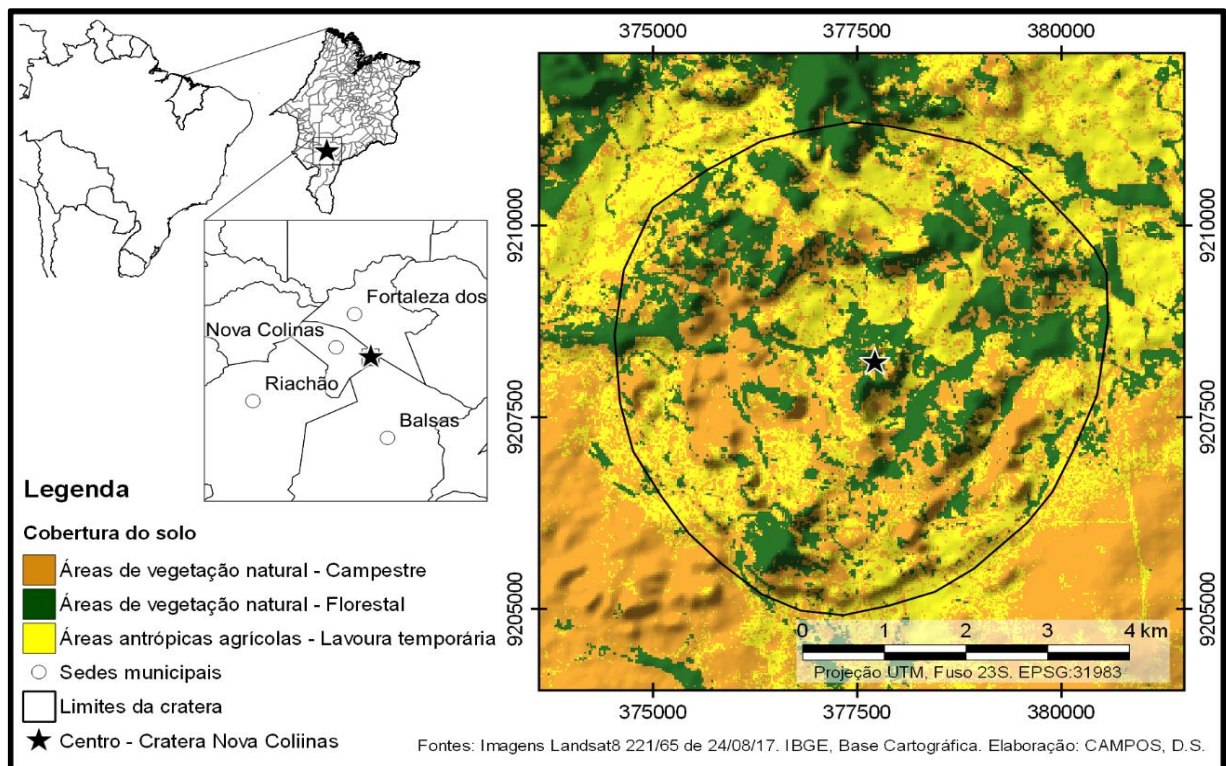 375000 377500 380000
9210000
9207500
9205000
Fortaleza dos
Nova Colinas
Riachão
Balsas
Legenda
Cobertura do solo
Áreas de vegetação natural - Campestre
Áreas de vegetação natural - Florestal
Áreas antrópicas agrícolas - Lavoura temporária
Sedes municipais
Limites da cratera
Centro - Cratera Nova Coliinas
9210000
9207500
9205000
0 1 2 3 4 km
Projeção UTM, Fuso 23S. EPSG:31983
375000 377500 380000
Fontes: Imagens Landsat8 221/65 de 24/08/17. IBGE, Base Cartográfica. Elaboração: CAMPOS, D.S.